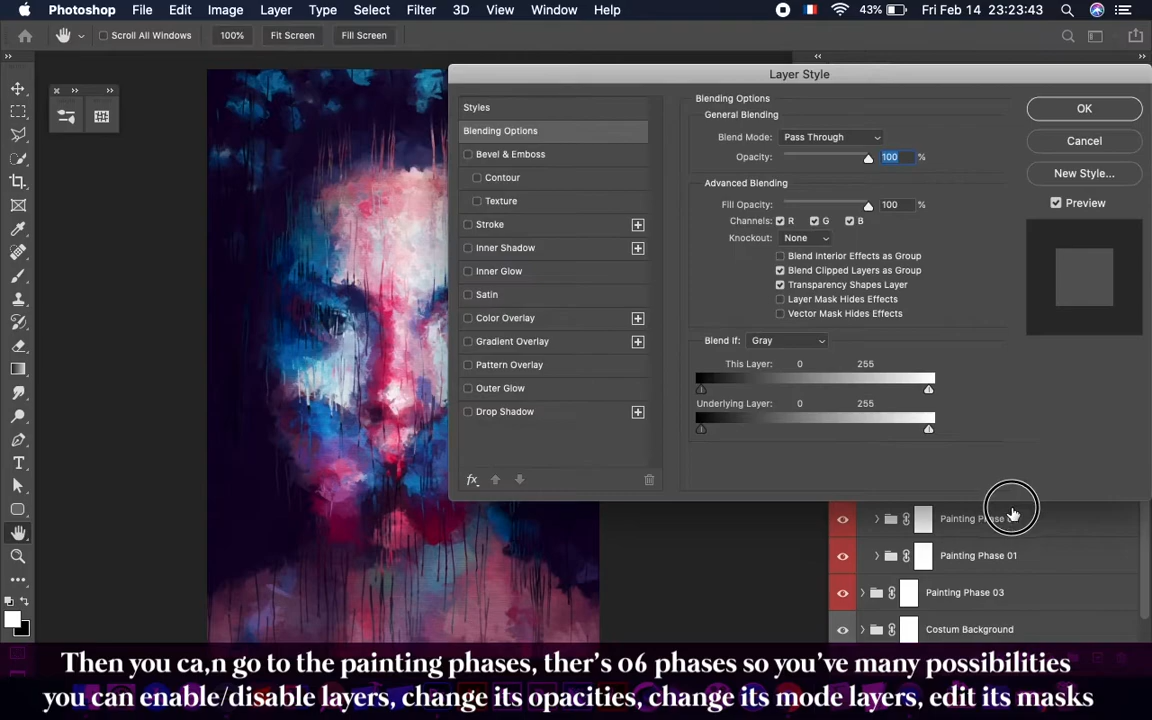 Photoshop File Edit Image Layer Type Select Filter 3D View Window Help 43% Fri Feb 14 23:23:43
Scroll All Windows 100% Fit Screen Fill Screen
Layer Style
Styles
Blending Options
Bevel & Emboss
Contour
Texture
Stroke
Inner Shadow
Inner Glow
Satin
Color Overlay
Gradient Overlay
Pattern Overlay
Outer Glow
Drop Shadow
fx
Blending Options
General Blending
Blend Mode: Pass Through
Opacity: 100 %
Advanced Blending
Fill Opacity: 100 %
Channels: R G B
Knockout: None
Blend Interior Effects as Group
Blend Clipped Layers as Group
Transparency Shapes Layer
Layer Mask Hides Effects
Vector Mask Hides Effects
Blend If: Gray
This Layer: 0 255
Underlying Layer: 0 255
OK
Cancel
New Style...
Preview
Painting Phase
Painting Phase 01
Painting Phase 03
Costum Background
Then you ca,n go to the painting phases, ther's 06 phases so you've many possibilities
you can enable/disable layers, change its opacities, change its mode layers, edit its masks